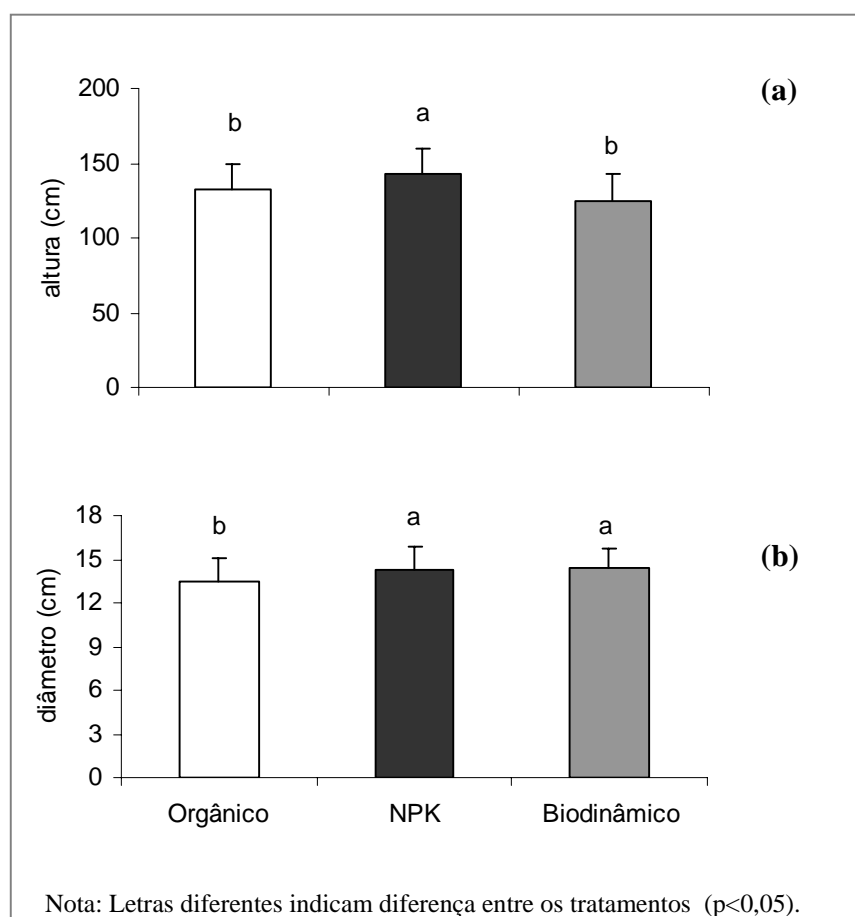 (a)
altura (cm)
200
150
100
50
0
b
a
b
(b)
diâmetro (cm)
18
15
12
9
6
3
0
b
a
a
Orgânico NPK Biodinâmico
Nota: Letras diferentes indicam diferença entre os tratamentos (p<0,05).